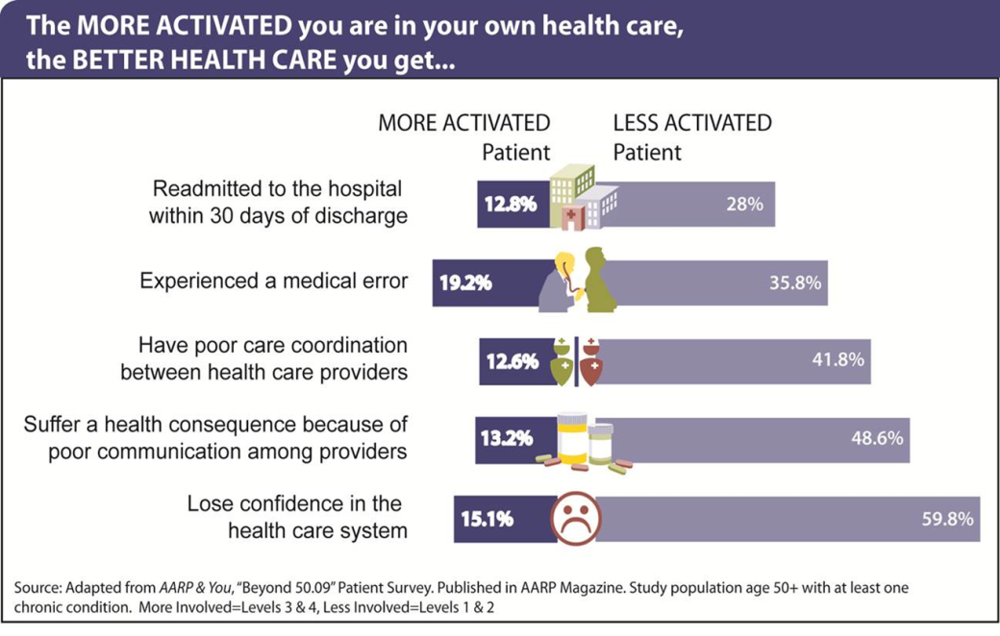 The MORE ACTIVATED you are in your own health care,
the BETTER HEALTH CARE you get...
MORE ACTIVATED
Patient
LESS ACTIVATED
Patient
Readmitted to the hospital
within 30 days of discharge
12.8%
28%
Experienced a medical error
19.2%
35.8%
Have poor care coordination
between health care providers
12.6%
41.8%
Suffer a health consequence because of
poor communication among providers
13.2%
48.6%
Lose confidence in the
health care system
15.1%
59.8%
Source: Adapted from AARP & You, “Beyond 50.09” Patient Survey. Published in AARP Magazine. Study population age 50+ with at least one
chronic condition. More Involved=Levels 3 & 4, Less Involved=Levels 1 & 2